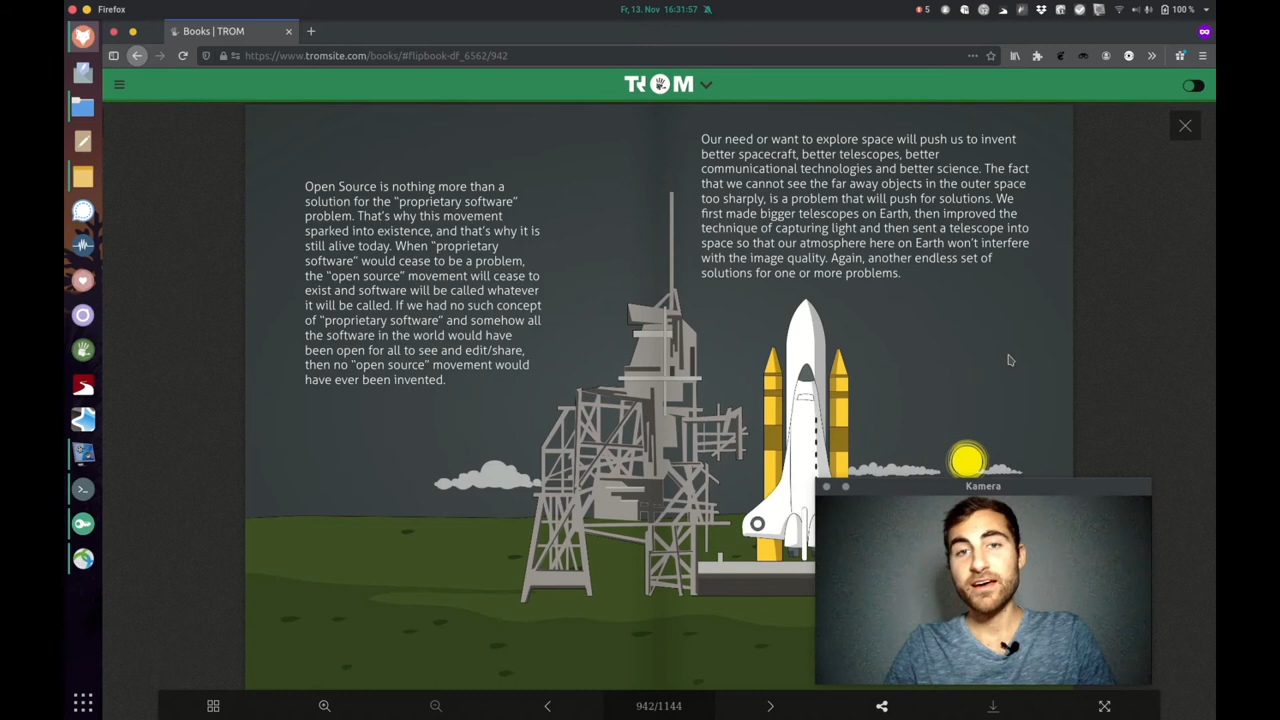 Firefox
Fr, 13. Nov 16:31:57
5
100 %
Books | TROM
https://www.tromsite.com/books/#flipbook-df_6562/942
TROM
Open Source is nothing more than a
solution for the “proprietary software”
problem. That’s why this movement
sparked into existence, and that’s why it is
still alive today. When “proprietary
software” would cease to be a problem,
the “open source” movement will cease to
exist and software will be called whatever
it will be called. If we had no such concept
of “proprietary software” and somehow all
the software in the world would have
been open for all to see and edit/share,
then no “open source” movement would
have ever been invented.
Our need or want to explore space will push us to invent
better spacecraft, better telescopes, better
communicational technologies and better science. The fact
that we cannot see the far away objects in the outer space
too sharply, is a problem that will push for solutions. We
first made bigger telescopes on Earth, then improved the
technique of capturing light and then sent a telescope into
space so that our atmosphere here on Earth won’t interfere
with the image quality. Again, another endless set of
solutions for one or more problems.
Kamera
942/1144